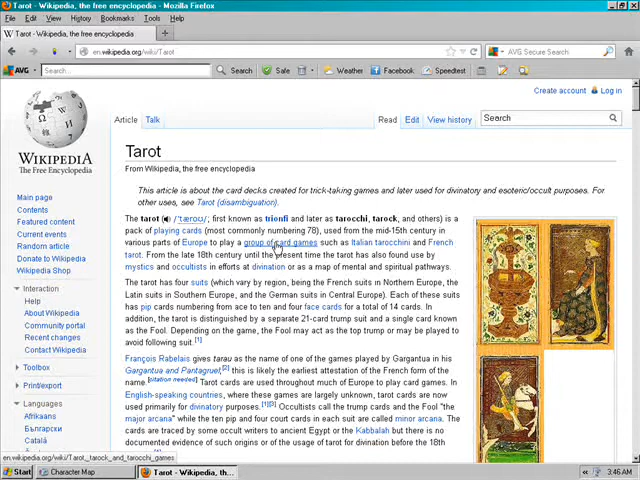 Tarot - Wikipedia, the free encyclopedia - Mozilla Firefox
File Edit View History Bookmarks Tools Help
W Tarot - Wikipedia, the free encyclopedia
+
en.wikipedia.org/wiki/Tarot
AVG Secure Search
AVG Search... Search Safe Weather Facebook Speedtest
Create account Log in
Article Talk Read Edit View history Search
WIKIPEDIA
The Free Encyclopedia
Main page
Contents
Featured content
Current events
Random article
Donate to Wikipedia
Wikipedia Shop
Interaction
Help
About Wikipedia
Community portal
Recent changes
Contact Wikipedia
Toolbox
Print/export
Languages
Afrikaans
Български
Català
Tarot
From Wikipedia, the free encyclopedia
This article is about the card decks created for trick-taking games and later used for divinatory and esoteric/occult purposes. For
other uses, see Tarot (disambiguation).
The tarot (/ˈtæroʊ/; first known as trionfi and later as tarocchi, tarock, and others) is a
pack of playing cards (most commonly numbering 78), used from the mid-15th century in
various parts of Europe to play a group of card games such as Italian tarocchini and French
tarot. From the late 18th century until the present time the tarot has also found use by
mystics and occultists in efforts at divination or as a map of mental and spiritual pathways.
The tarot has four suits (which vary by region, being the French suits in Northern Europe, the
Latin suits in Southern Europe, and the German suits in Central Europe). Each of these suits
has pip cards numbering from ace to ten and four face cards for a total of 14 cards. In
addition, the tarot is distinguished by a separate 21-card trump suit and a single card known
as the Fool. Depending on the game, the Fool may act as the top trump or may be played to
avoid following suit.[1]
François Rabelais gives tarau as the name of one of the games played by Gargantua in his
Gargantua and Pantagruel;[2] this is likely the earliest attestation of the French form of the
name.[citation needed] Tarot cards are used throughout much of Europe to play card games. In
English-speaking countries, where these games are largely unknown, tarot cards are now
used primarily for divinatory purposes.[1][3] Occultists call the trump cards and the Fool "the
major arcana" while the ten pip and four court cards in each suit are called minor arcana. The
cards are traced by some occult writers to ancient Egypt or the Kabbalah but there is no
documented evidence of such origins or of the usage of tarot for divination before the 18th
en.wikipedia.org/wiki/Tarot,_tarock_and_tarocchi_games
Start Character Map Tarot - Wikipedia, th... 3:46 AM